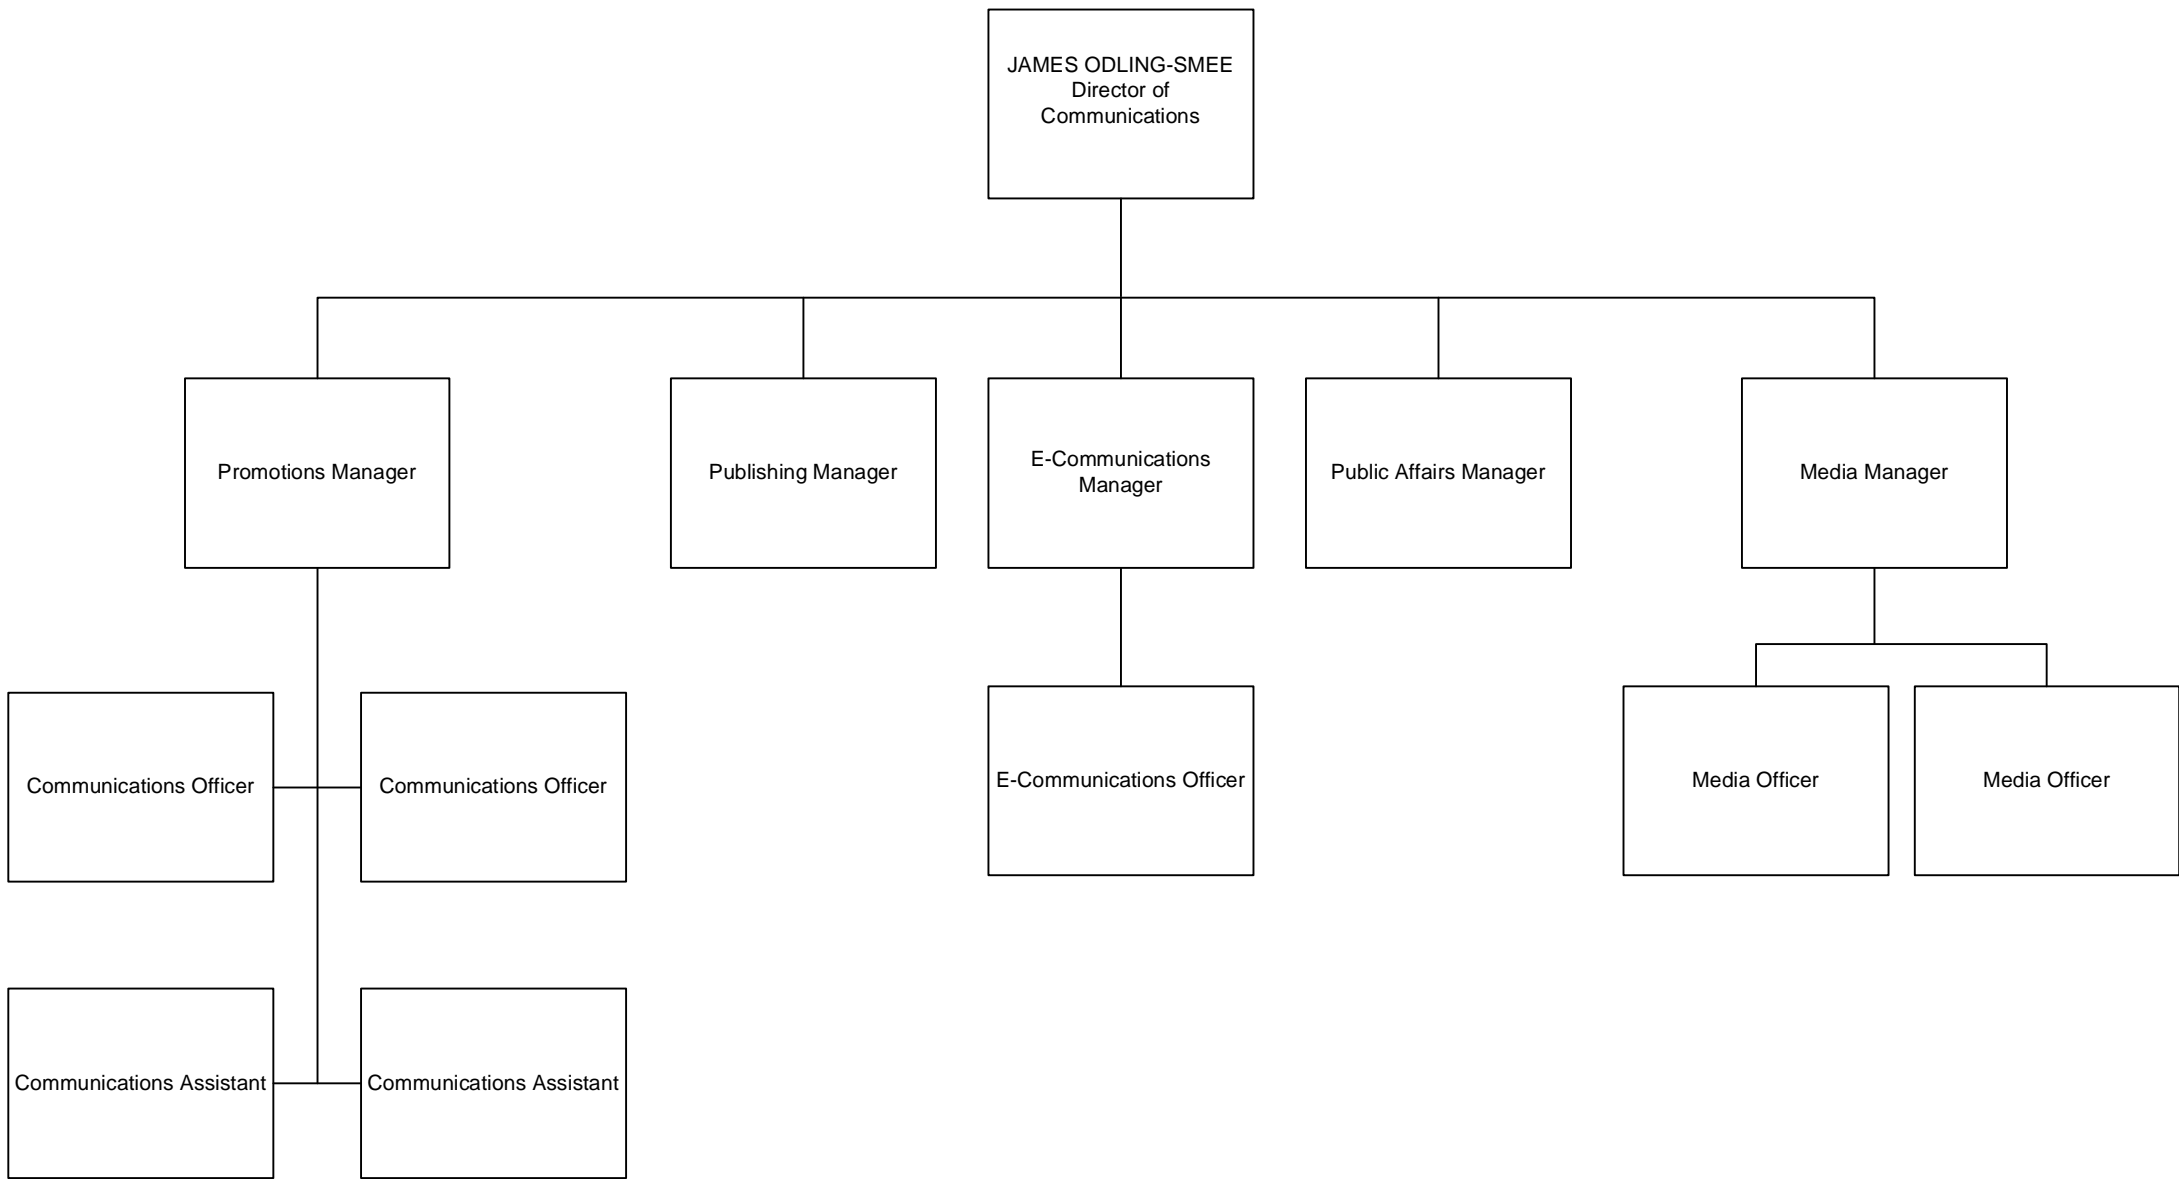 JAMES ODLING-SMEE
Director of
Communications
Promotions Manager
Publishing Manager
E-Communications
Manager
Public Affairs Manager
Media Manager
Communications Officer
Communications Officer
E-Communications Officer
Media Officer
Media Officer
Communications Assistant
Communications Assistant